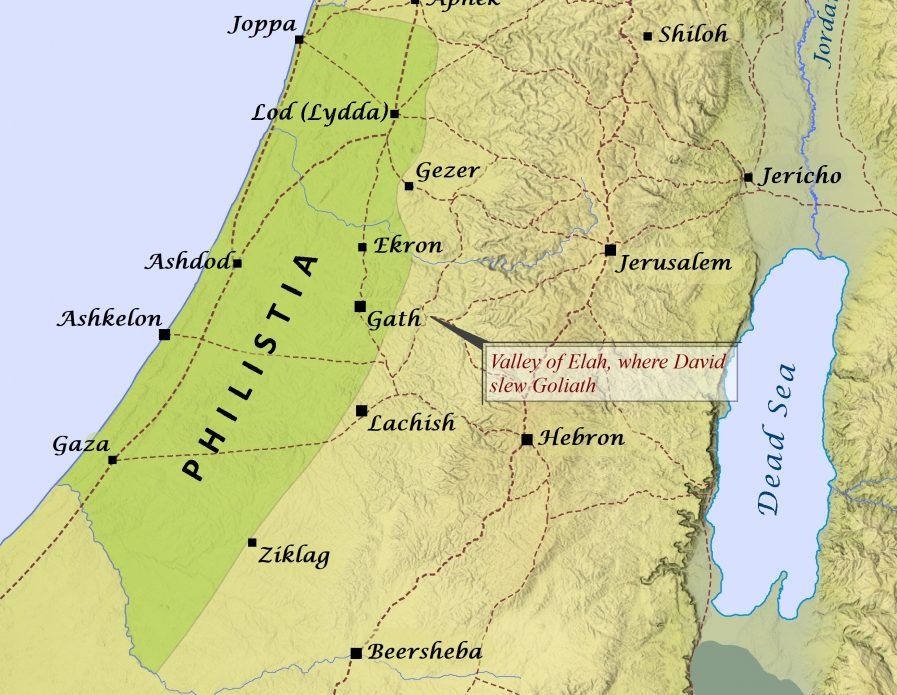 Aphek
Joppa
Shiloh
Jordan
Lod (Lydda)
Gezer
Jericho
Ekron
Ashdod
Jerusalem
PHILISTIA
Ashkelon
Gath
Valley of Elah, where David
slew Goliath
Dead Sea
Lachish
Gaza
Hebron
Ziklag
Beersheba